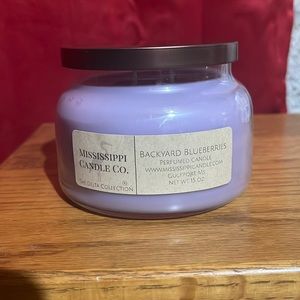 Mississippi
Candle Co.
The Delta Collection
Backyard Blueberries
Perfumed Candle
www.mississippicandle.com
Gulfport Ms
Net wt 15 oz